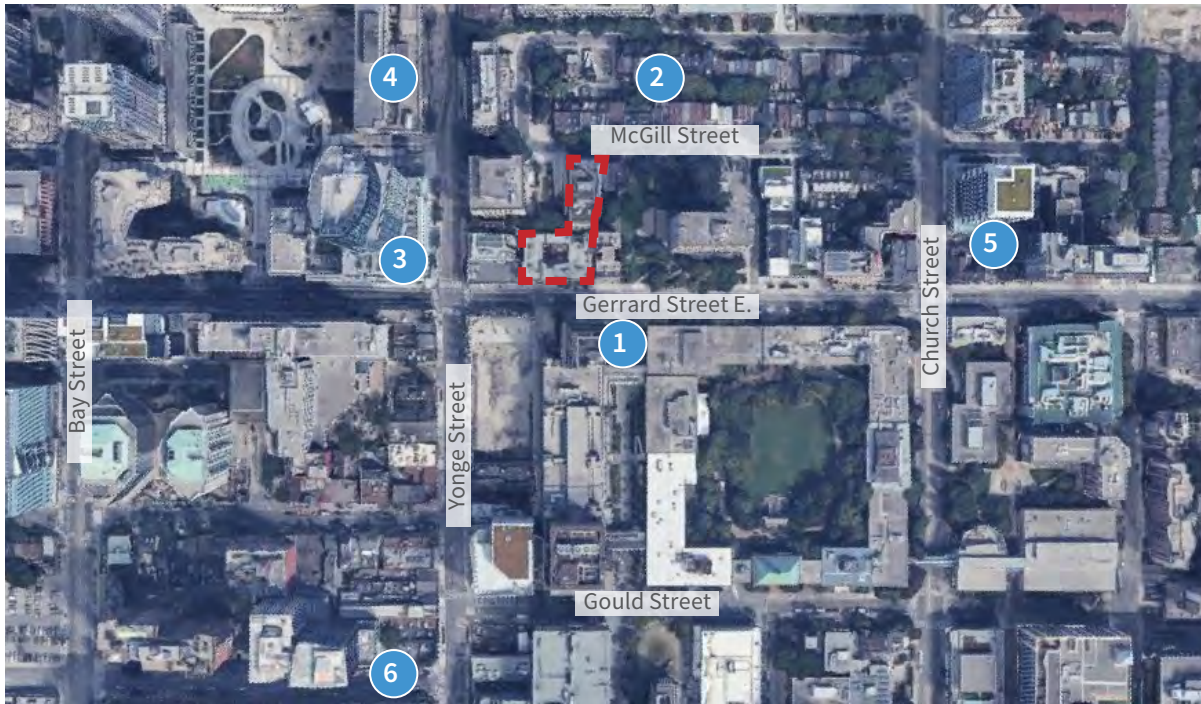 4
2
McGill Street
3
5
Gerrard Street E.
1
Church Street
Bay Street
Yonge Street
Gould Street
6